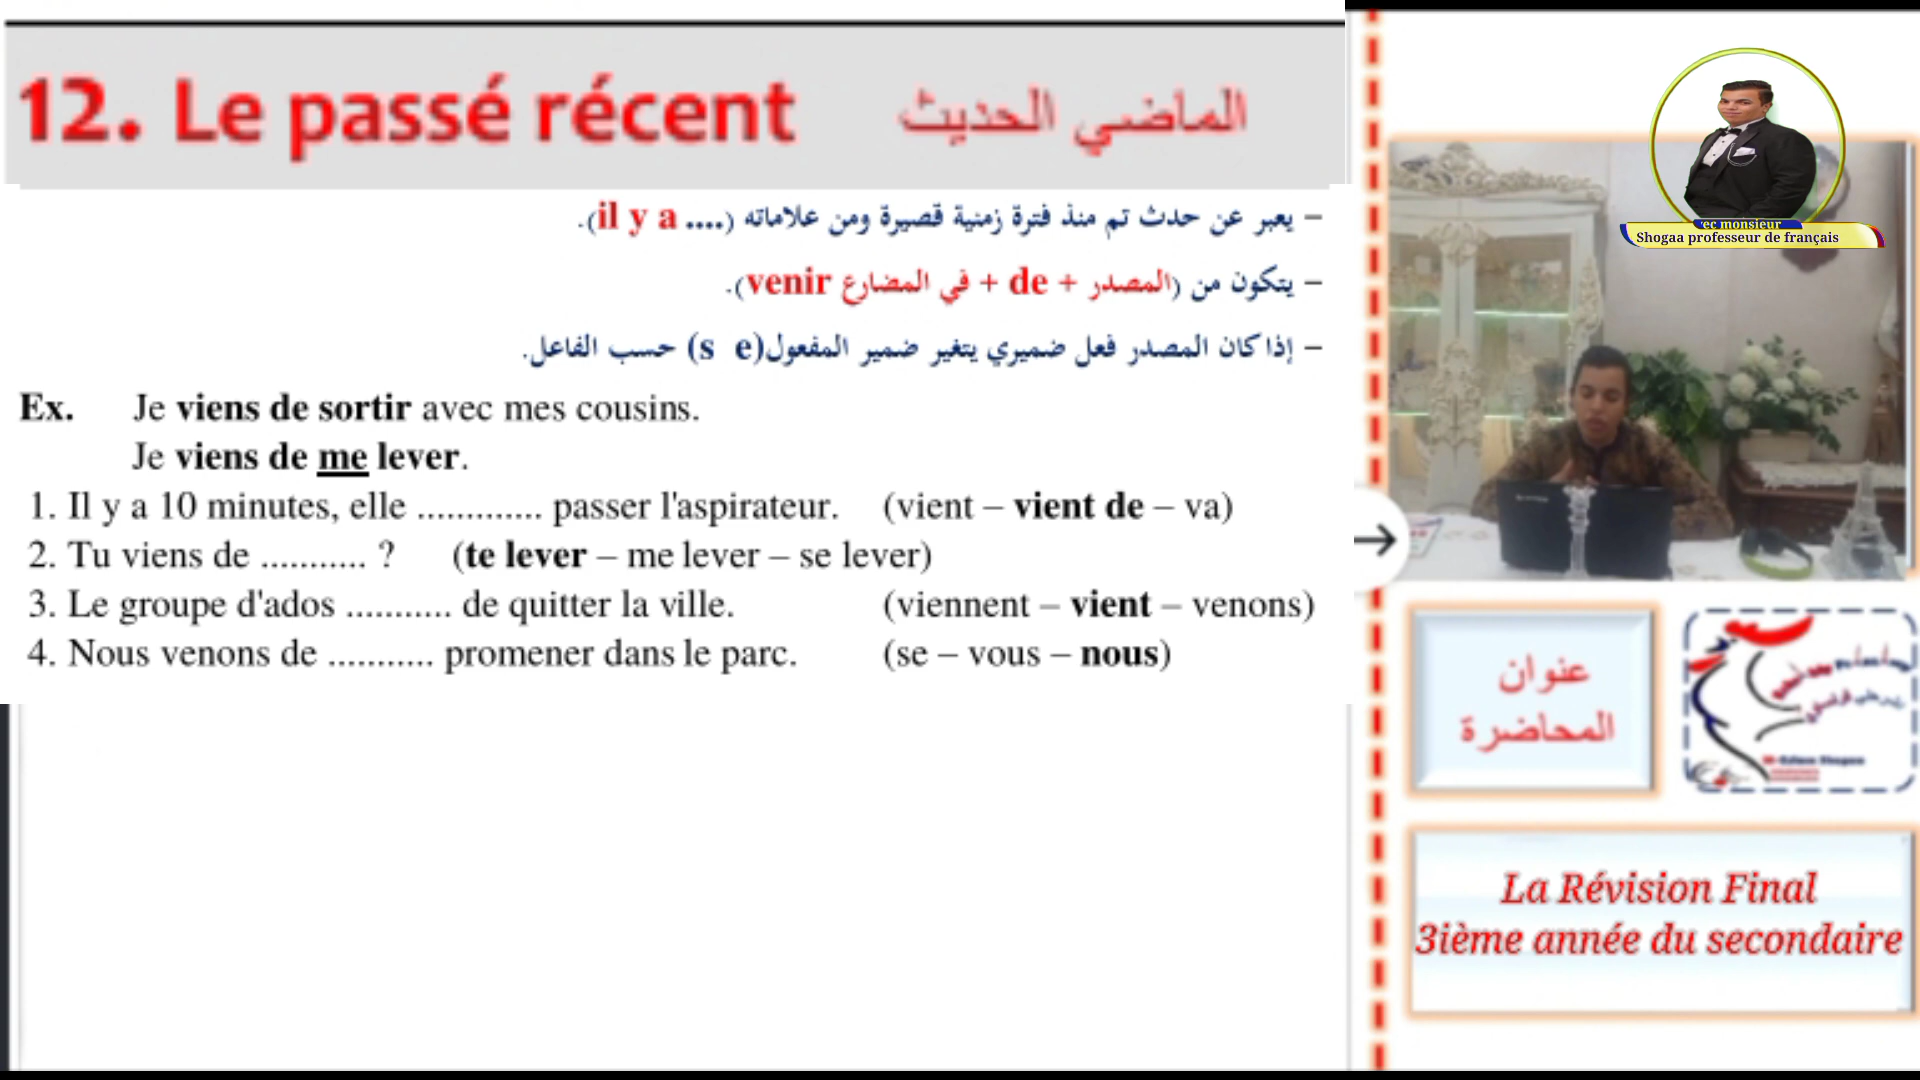 12. Le passé récent الماضي الحديث
– يعبر عن حدث تم منذ فترة زمنية قصيرة ومن علاماته (.... il y a).
– يتكون من (المصدر + de + في المضارع venir).
– إذا كان المصدر فعل ضميري يتغير ضمير المفعول(s e) حسب الفاعل.
Ex. Je viens de sortir avec mes cousins.
Je viens de me lever.
1. Il y a 10 minutes, elle ............. passer l'aspirateur. (vient – vient de – va)
2. Tu viens de ........... ? (te lever – me lever – se lever)
3. Le groupe d'ados ........... de quitter la ville. (viennent – vient – venons)
4. Nous venons de ........... promener dans le parc. (se – vous – nous)
ec monsieur
Shogaa professeur de français
عنوان
المحاضرة
La Révision Final
3ième année du secondaire